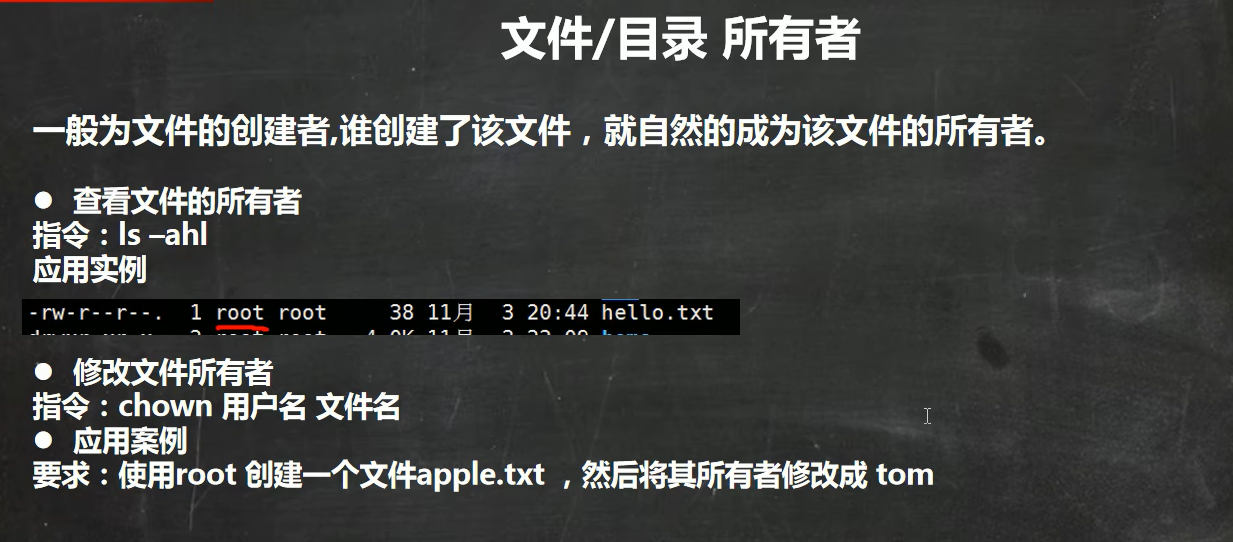 文件/目录 所有者
一般为文件的创建者,谁创建了该文件，就自然的成为该文件的所有者。
● 查看文件的所有者
指令：ls –ahl
应用实例
-rw-r--r--. 1 root root 38 11月 3 20:44 hello.txt
● 修改文件所有者
指令：chown 用户名 文件名
● 应用案例
要求：使用root 创建一个文件apple.txt ，然后将其所有者修改成 tom